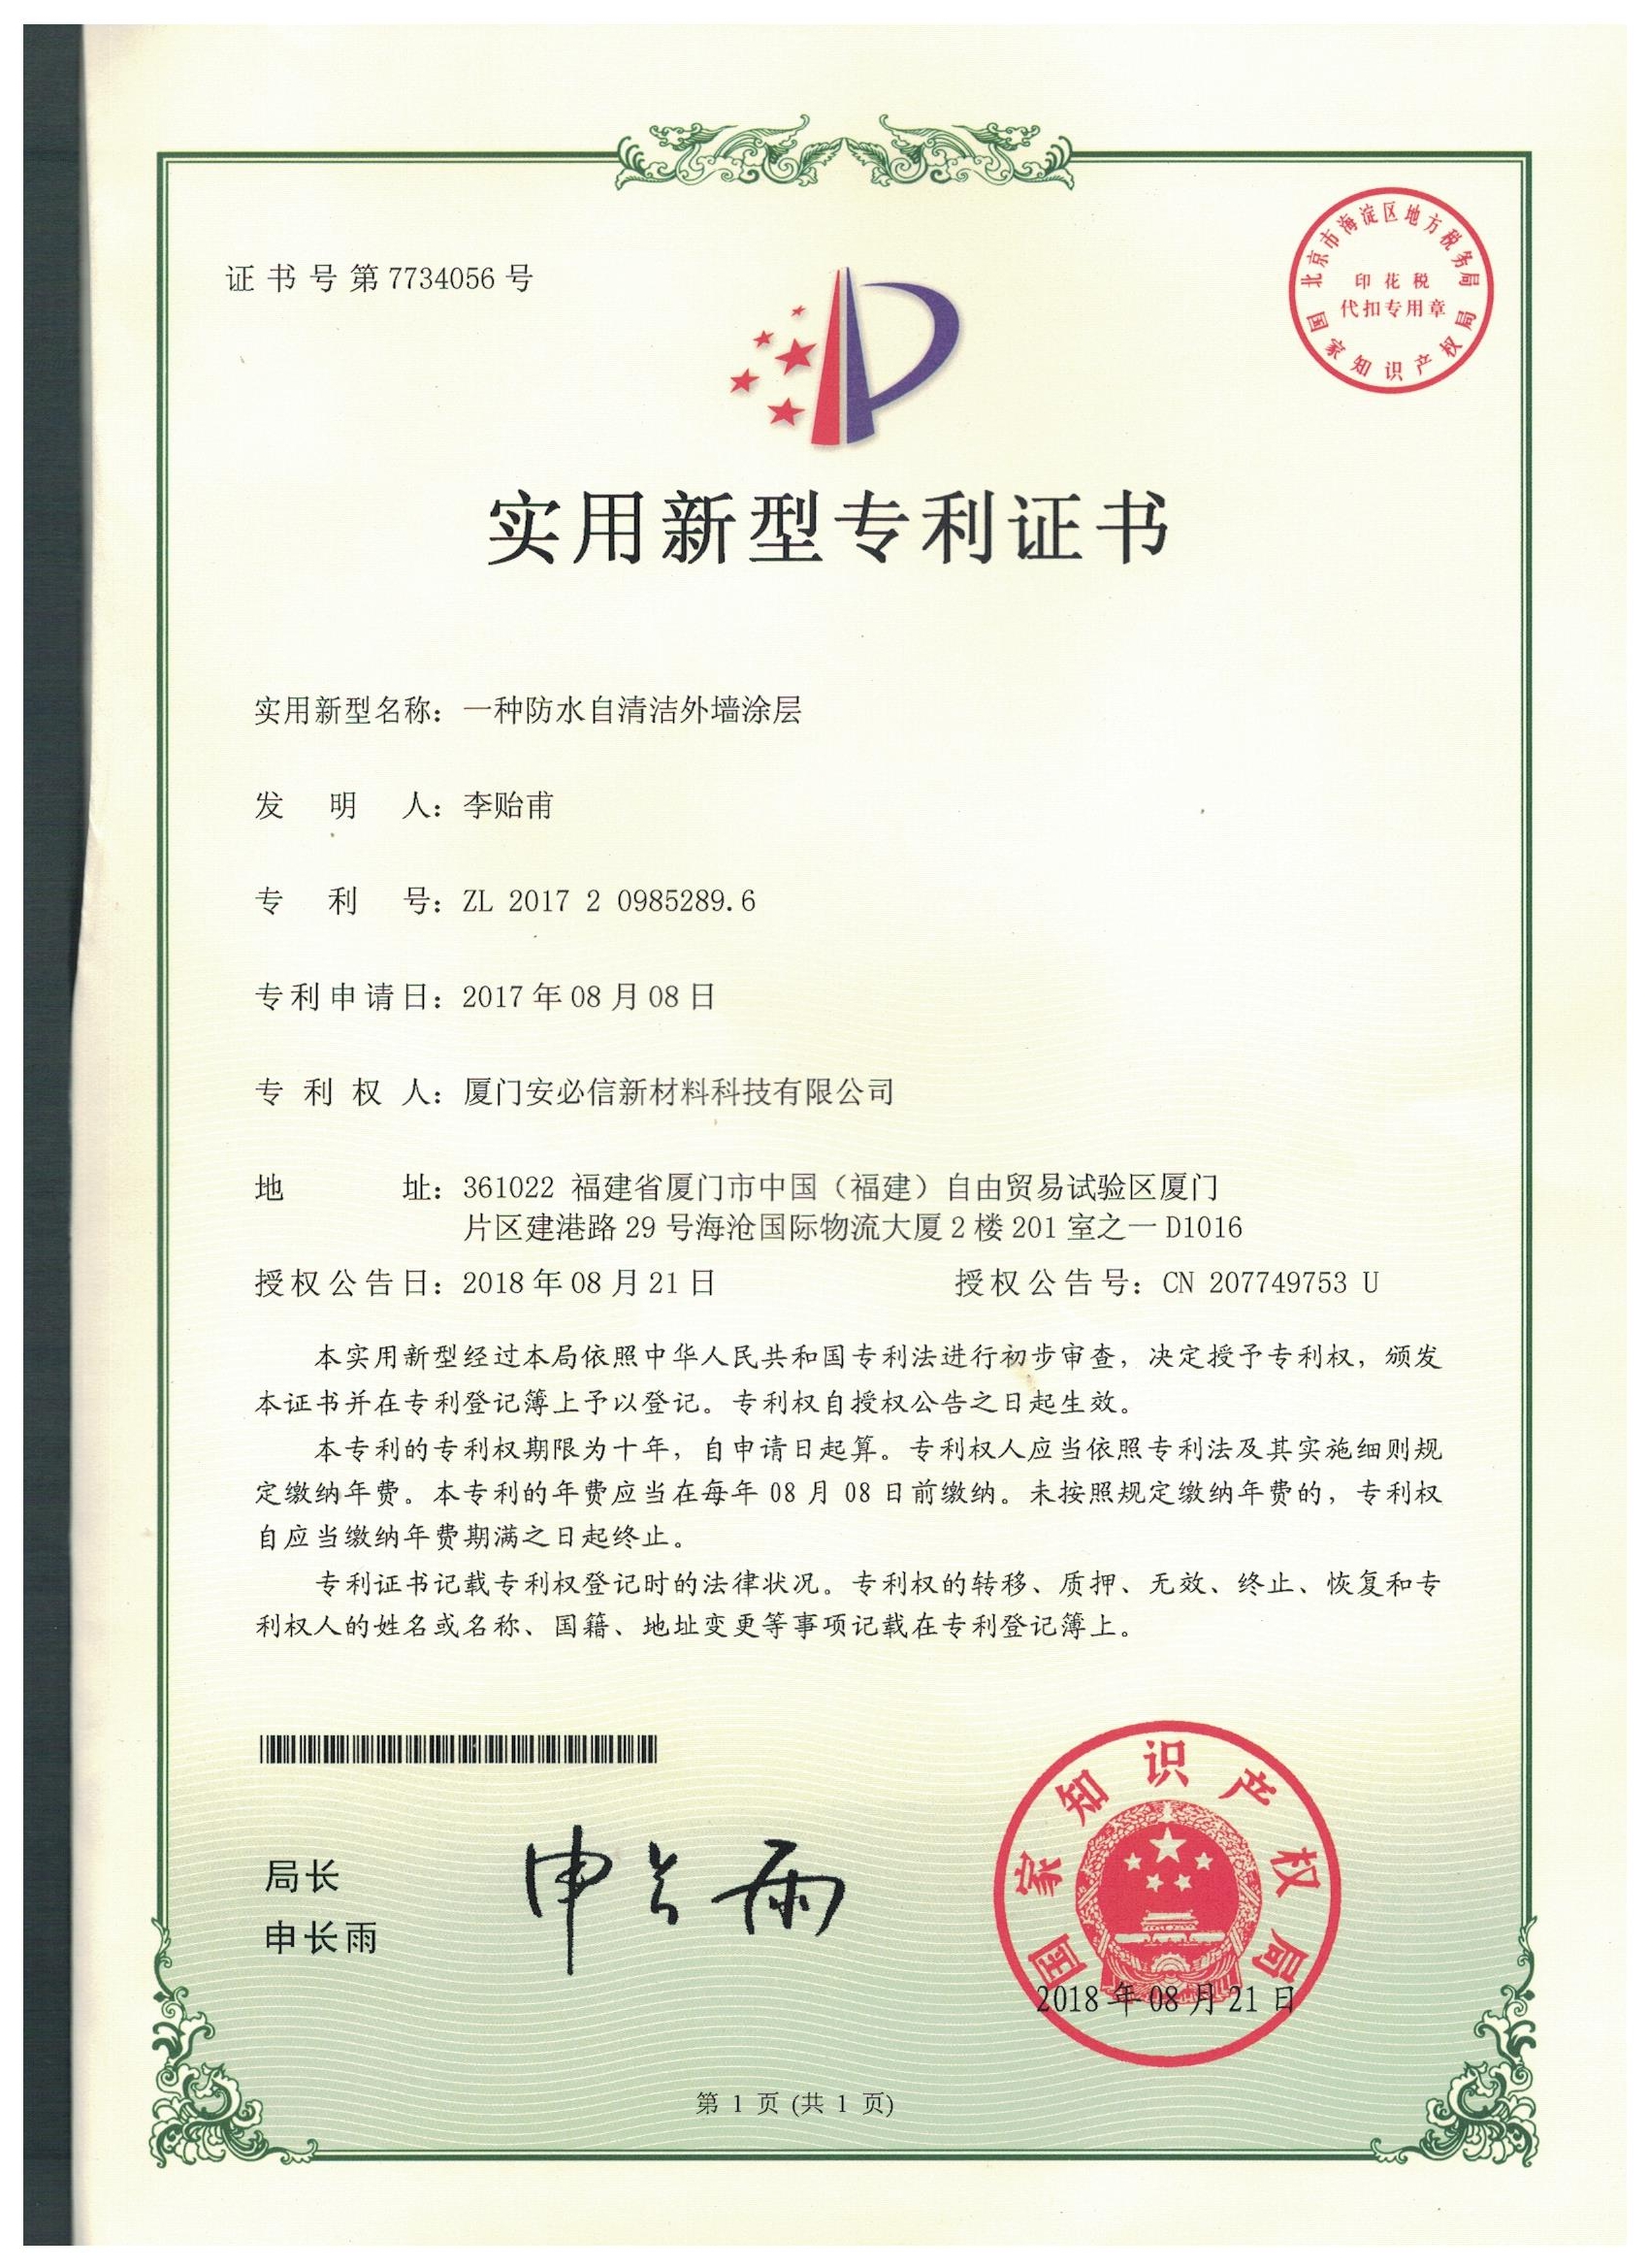 证书号第7734056号
北京市海淀区地方税务局
印花税
代扣专用章
国家知识产权局
实用新型专利证书
实用新型名称：一种防水自清洁外墙涂层
发明人：李贻甫
专利号：ZL 2017 2 0985289.6
专利申请日：2017年08月08日
专利权人：厦门安必信新材料科技有限公司
地址：361022 福建省厦门市中国（福建）自由贸易试验区厦门
片区建港路29号海沧国际物流大厦2楼201室之一D1016
授权公告日：2018年08月21日 授权公告号：CN 207749753 U
本实用新型经过本局依照中华人民共和国专利法进行初步审查，决定授予专利权，颁发
本证书并在专利登记簿上予以登记。专利权自授权公告之日起生效。
本专利的专利权期限为十年，自申请日起算。专利权人应当依照专利法及其实施细则规
定缴纳年费。本专利的年费应当在每年08月08日前缴纳。未按照规定缴纳年费的，专利权
自应当缴纳年费期满之日起终止。
专利证书记载专利权登记时的法律状况。专利权的转移、质押、无效、终止、恢复和专
利权人的姓名或名称、国籍、地址变更等事项记载在专利登记簿上。
局长
申长雨
申长雨
国家知识产权局
2018年08月21日
第 1 页 (共 1 页)